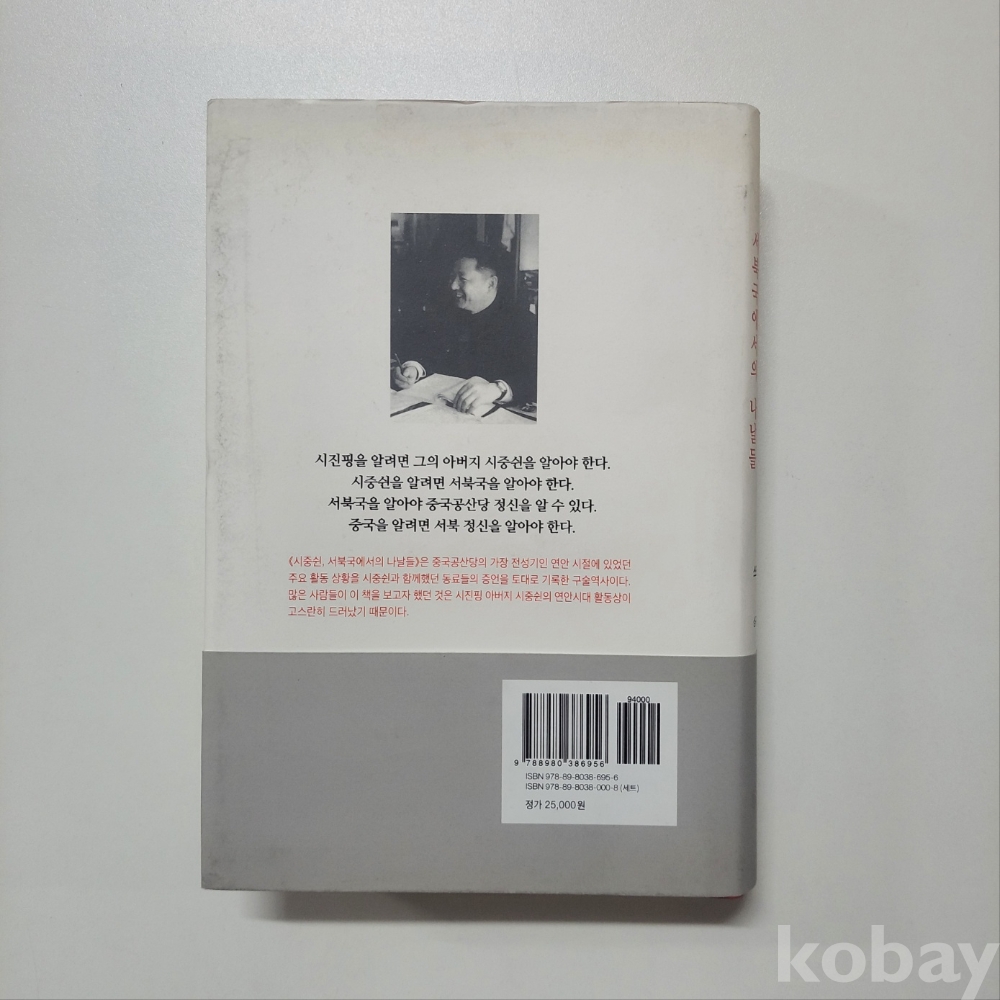 시진핑을 알려면 그의 아버지 시중쉰을 알아야 한다.
시중쉰을 알려면 서북국을 알아야 한다.
서북국을 알아야 중국공산당 정신을 알 수 있다.
중국을 알려면 서북 정신을 알아야 한다.
《시중쉰, 서북국에서의 나날들》은 중국공산당의 가장 전성기인 연안 시절에 있었던
주요 활동 상황을 시중쉰과 함께했던 동료들의 증언을 토대로 기록한 구술역사이다.
많은 사람들이 이 책을 보고자 했던 것은 시진핑 아버지 시중쉰의 연안시대 활동상이
고스란히 드러났기 때문이다.
서북국에서의 나날들
94000
9 788980 386956
ISBN 978-89-8038-695-6
ISBN 978-89-8038-000-8 (세트)
정가 25,000원
kobay